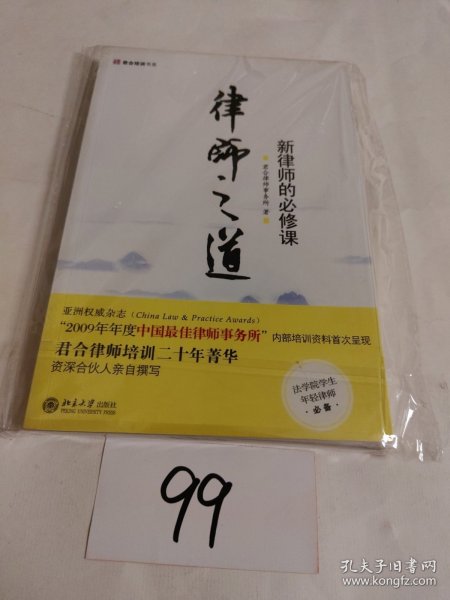 君合培训书系
律师之道
新律师的必修课
君合律师事务所 著
亚洲权威杂志（China Law & Practice Awards）
“2009年年度中国最佳律师事务所”内部培训资料首次呈现
君合律师培训二十年菁华
资深合伙人亲自撰写
法学院学生
年轻律师
·必备·
北京大学出版社
PEKING UNIVERSITY PRESS
99
孔夫子旧书网
www.kongfz.com